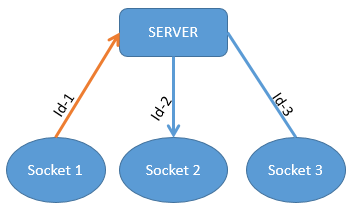 SERVER
Id-1
Id-2
Id-3
Socket 1
Socket 2
Socket 3